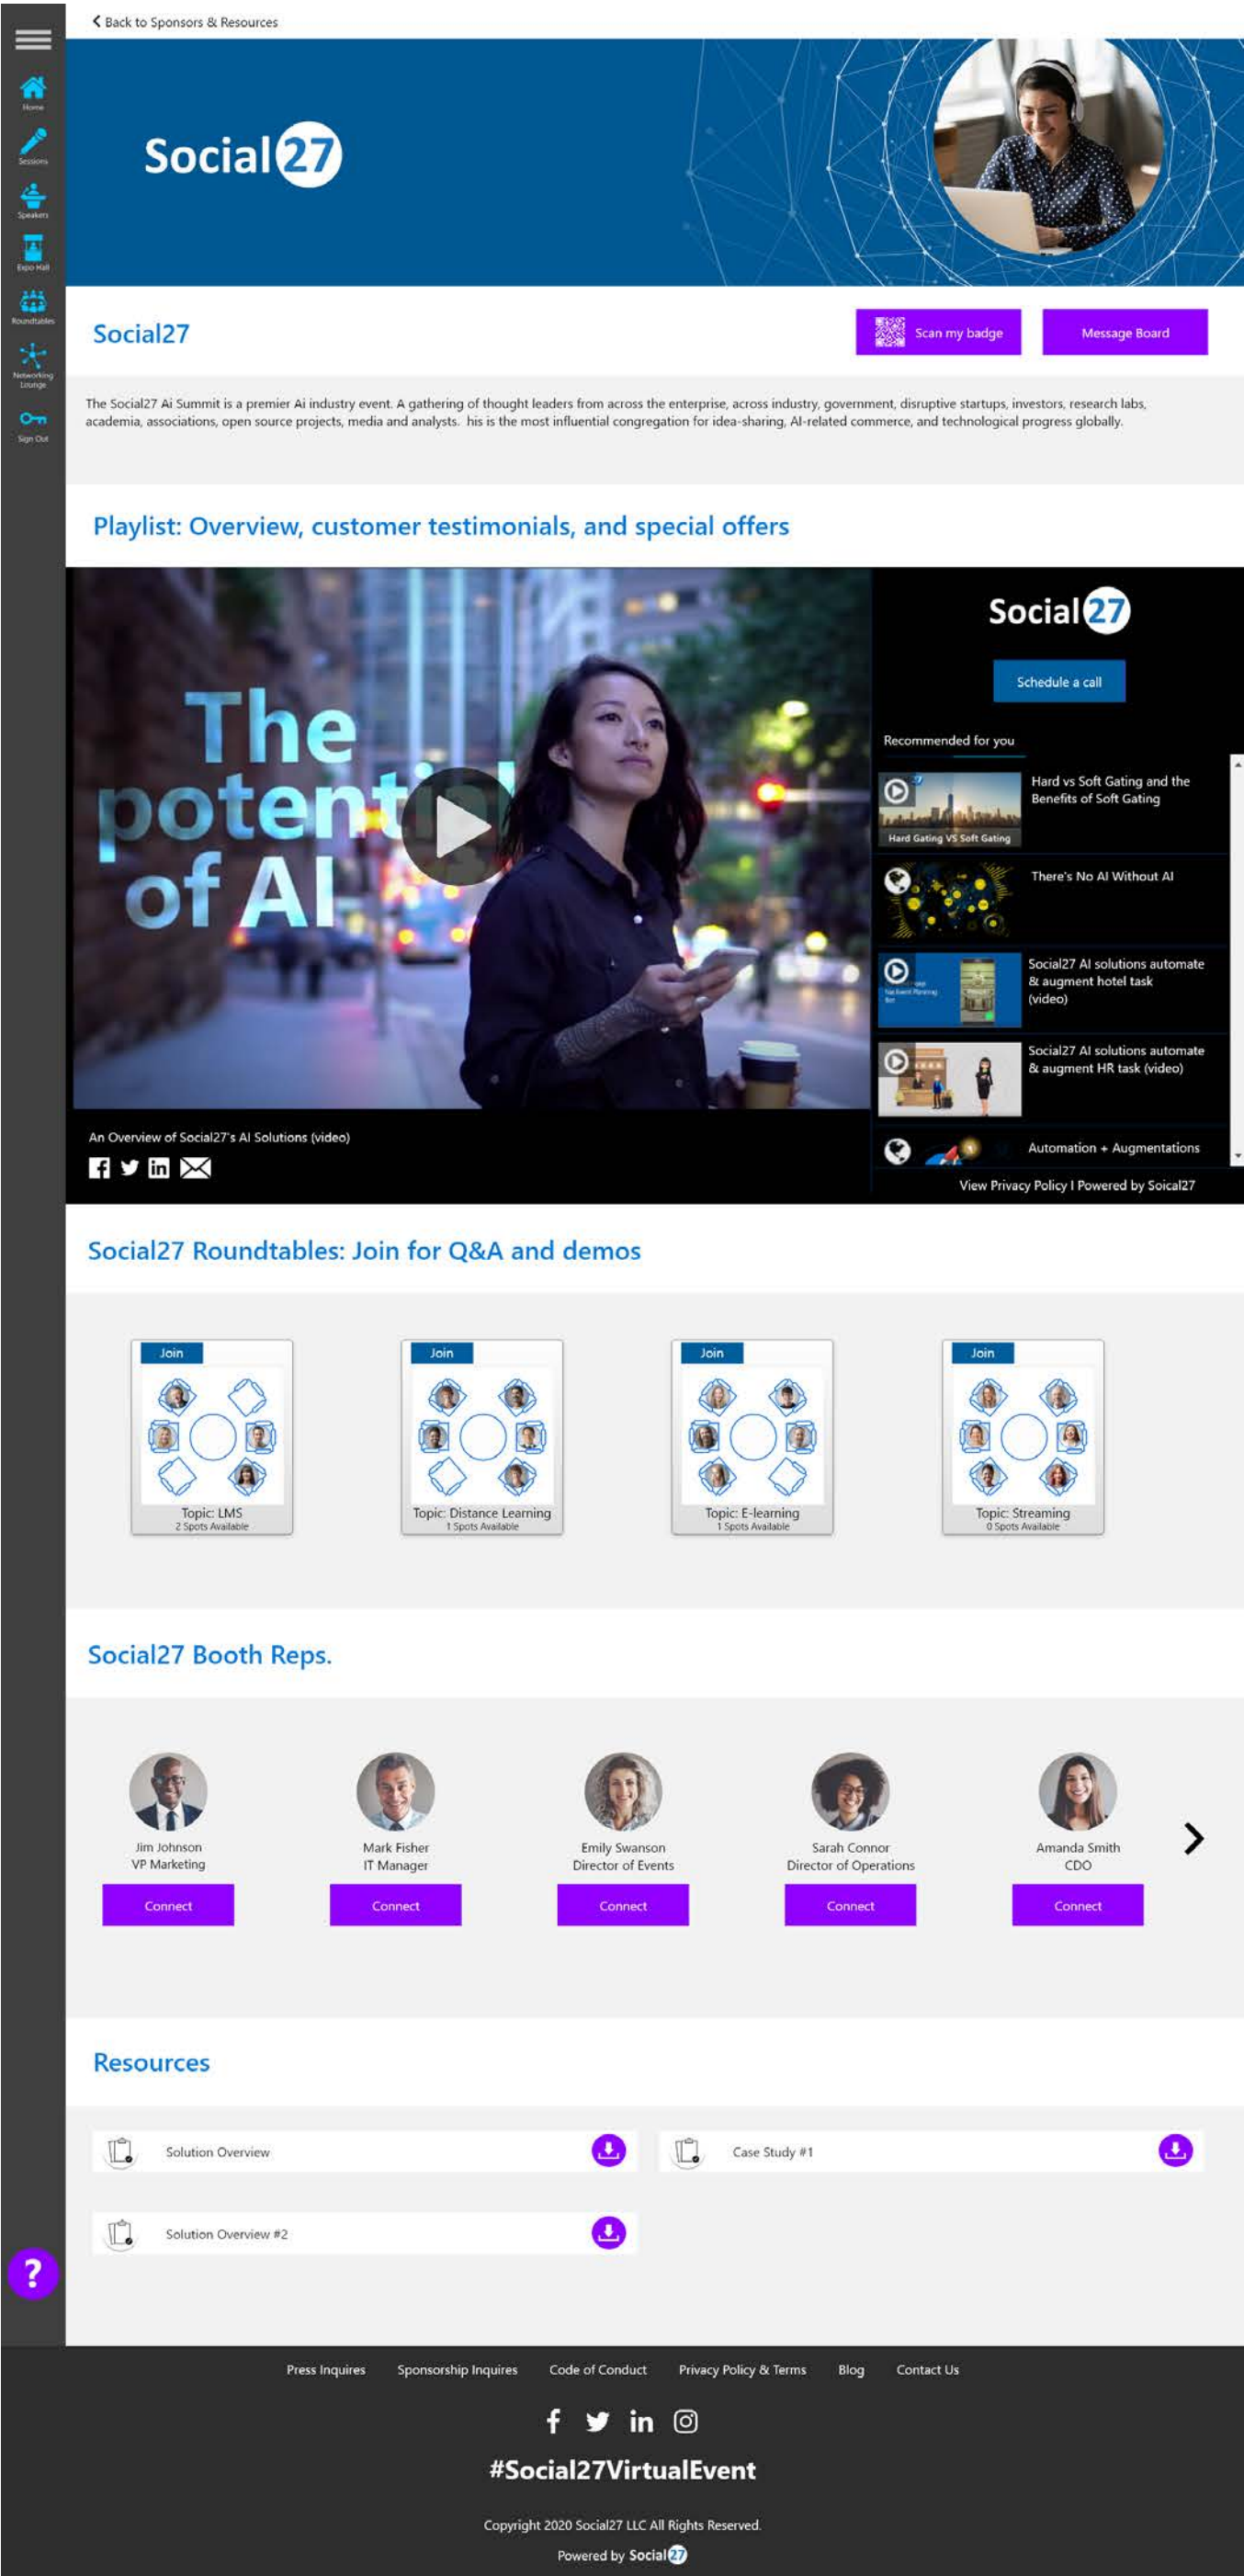 Back to Sponsors & Resources
Home
Sessions
Speakers
Expo Hall
Roundtables
Networking
Lounge
Sign Out
Social27
Social27
Scan my badge
Message Board
The Social27 Ai Summit is a premier Ai industry event. A gathering of thought leaders from across the enterprise, across industry, government, disruptive startups, investors, research labs,
academia, associations, open source projects, media and analysts. his is the most influential congregation for idea-sharing, AI-related commerce, and technological progress globally.
Playlist: Overview, customer testimonials, and special offers
The
potential
of AI
An Overview of Social27's AI Solutions (video)
Social27
Schedule a call
Recommended for you
Hard Gating VS Soft Gating
Hard vs Soft Gating and the
Benefits of Soft Gating
There's No AI Without AI
Social27 AI solutions automate
& augment hotel task
(video)
Social27 AI solutions automate
& augment HR task (video)
Automation + Augmentations
View Privacy Policy I Powered by Soical27
Social27 Roundtables: Join for Q&A and demos
Join
Topic: LMS
2 Spots Available
Join
Topic: Distance Learning
1 Spots Available
Join
Topic: E-learning
1 Spots Available
Join
Topic: Streaming
0 Spots Available
Social27 Booth Reps.
Jim Johnson
VP Marketing
Connect
Mark Fisher
IT Manager
Connect
Emily Swanson
Director of Events
Connect
Sarah Connor
Director of Operations
Connect
Amanda Smith
CDO
Connect
Resources
Solution Overview
Case Study #1
Solution Overview #2
?
Press Inquires Sponsorship Inquires Code of Conduct Privacy Policy & Terms Blog Contact Us
#Social27VirtualEvent
Copyright 2020 Social27 LLC All Rights Reserved.
Powered by Social27